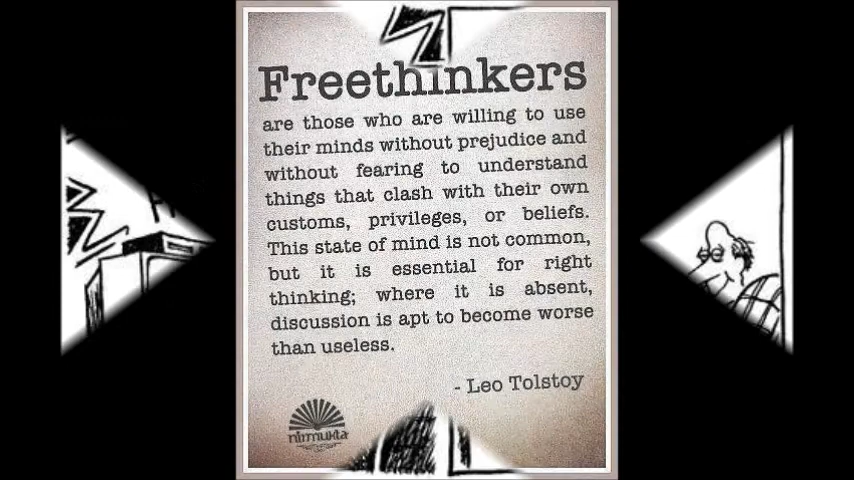 Freethinkers
are those who are willing to use
their minds without prejudice and
without fearing to understand
things that clash with their own
customs, privileges, or beliefs.
This state of mind is not common,
but it is essential for right
thinking; where it is absent,
discussion is apt to become worse
than useless.
- Leo Tolstoy
nirmukta